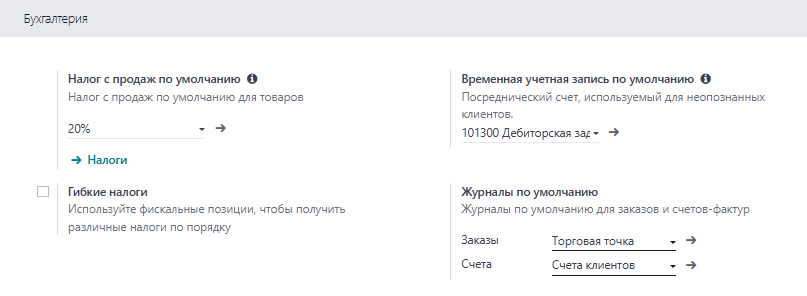 Бухгалтерия
Налог с продаж по умолчанию
Налог с продаж по умолчанию для товаров
20%
Налоги
Гибкие налоги
Используйте фискальные позиции, чтобы получить
различные налоги по порядку
Временная учетная запись по умолчанию
Посреднический счет, используемый для неопознанных
клиентов.
101300 Дебиторская зад
Журналы по умолчанию
Журналы по умолчанию для заказов и счетов-фактур
Заказы Торговая точка
Счета Счета клиентов